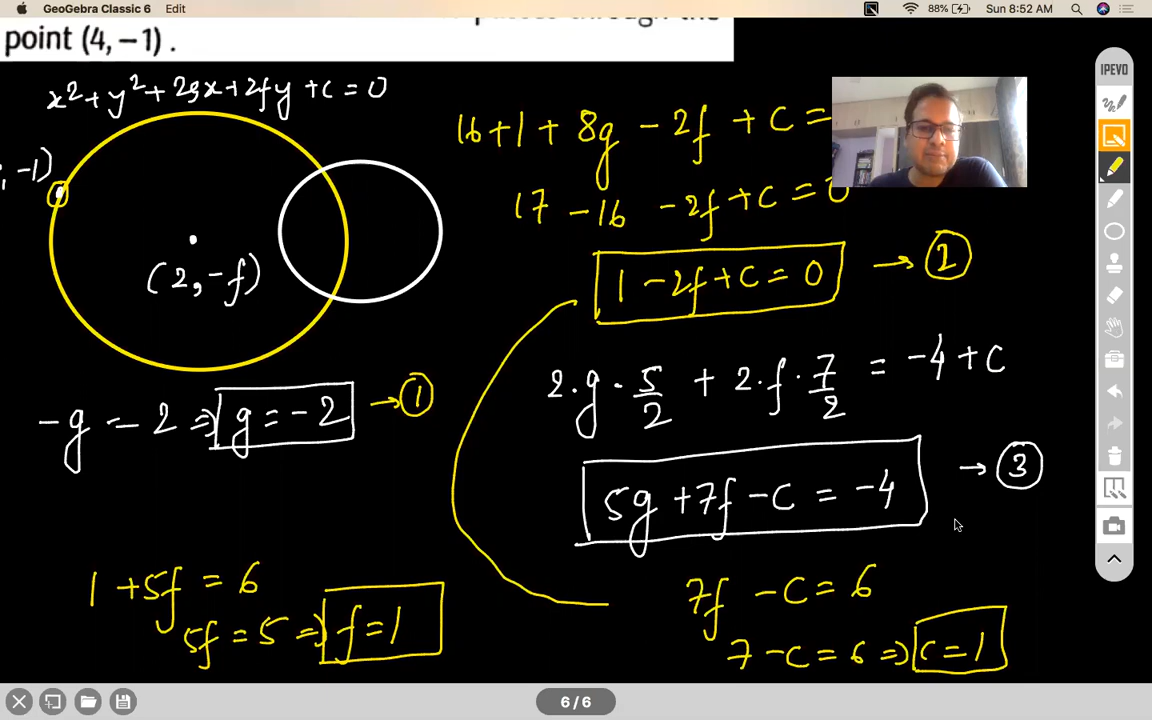 GeoGebra Classic 6 Edit 88% Sun 8:52 AM
through the
point (4, −1) .
x² + y² + 2gx + 2fy + c = 0
, -1)
(2, -f)
-g = 2 ⇒ g = -2 → ①
1 + 5f = 6
5f = 5 ⇒ f = 1
16 + 1 + 8g - 2f + c =
17 - 16 - 2f + c = 0
1 - 2f + c = 0 → ②
2·g·5/2 + 2·f·7/2 = -4 + c
5g + 7f - c = -4 → ③
7f - c = 6
7 - c = 6 ⇒ c = 1
IPEVO
6/6